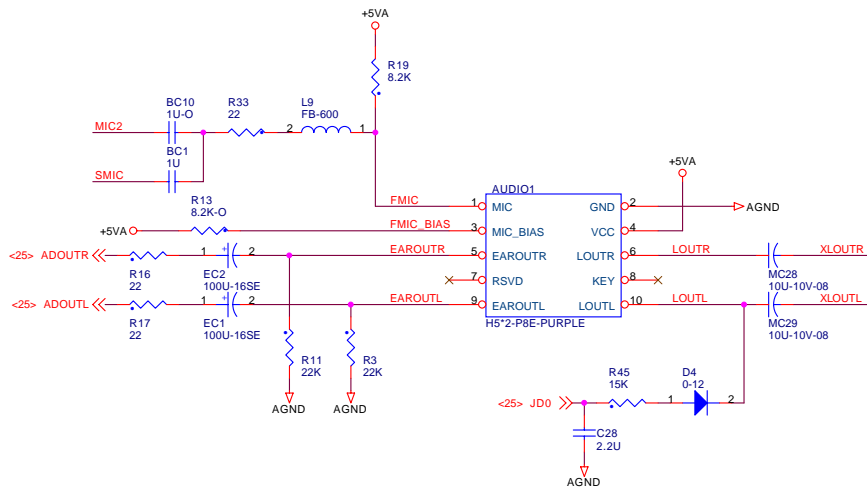 +5VA
R19
8.2K
BC10
1U-O
R33
22
L9
FB-600
MIC2
2
1
BC1
1U
SMIC
+5VA
R13
8.2K-O
AUDIO1
FMIC
1
MIC
GND
2
AGND
+5VA
FMIC_BIAS
3
MIC_BIAS
VCC
4
<25> ADOUTR
1
2
EAROUTR
5
EAROUTR
LOUTR
6
LOUTR
XLOUTR
R16
22
EC2
100U-16SE
7
RSVD
KEY
8
MC28
10U-10V-08
<25> ADOUTL
1
2
EAROUTL
9
EAROUTL
LOUTL
10
LOUTL
XLOUTL
R17
22
EC1
100U-16SE
H5*2-P8E-PURPLE
MC29
10U-10V-08
R11
22K
R3
22K
AGND
AGND
R45
15K
D4
0-12
<25> JD0
1
2
C28
2.2U
AGND